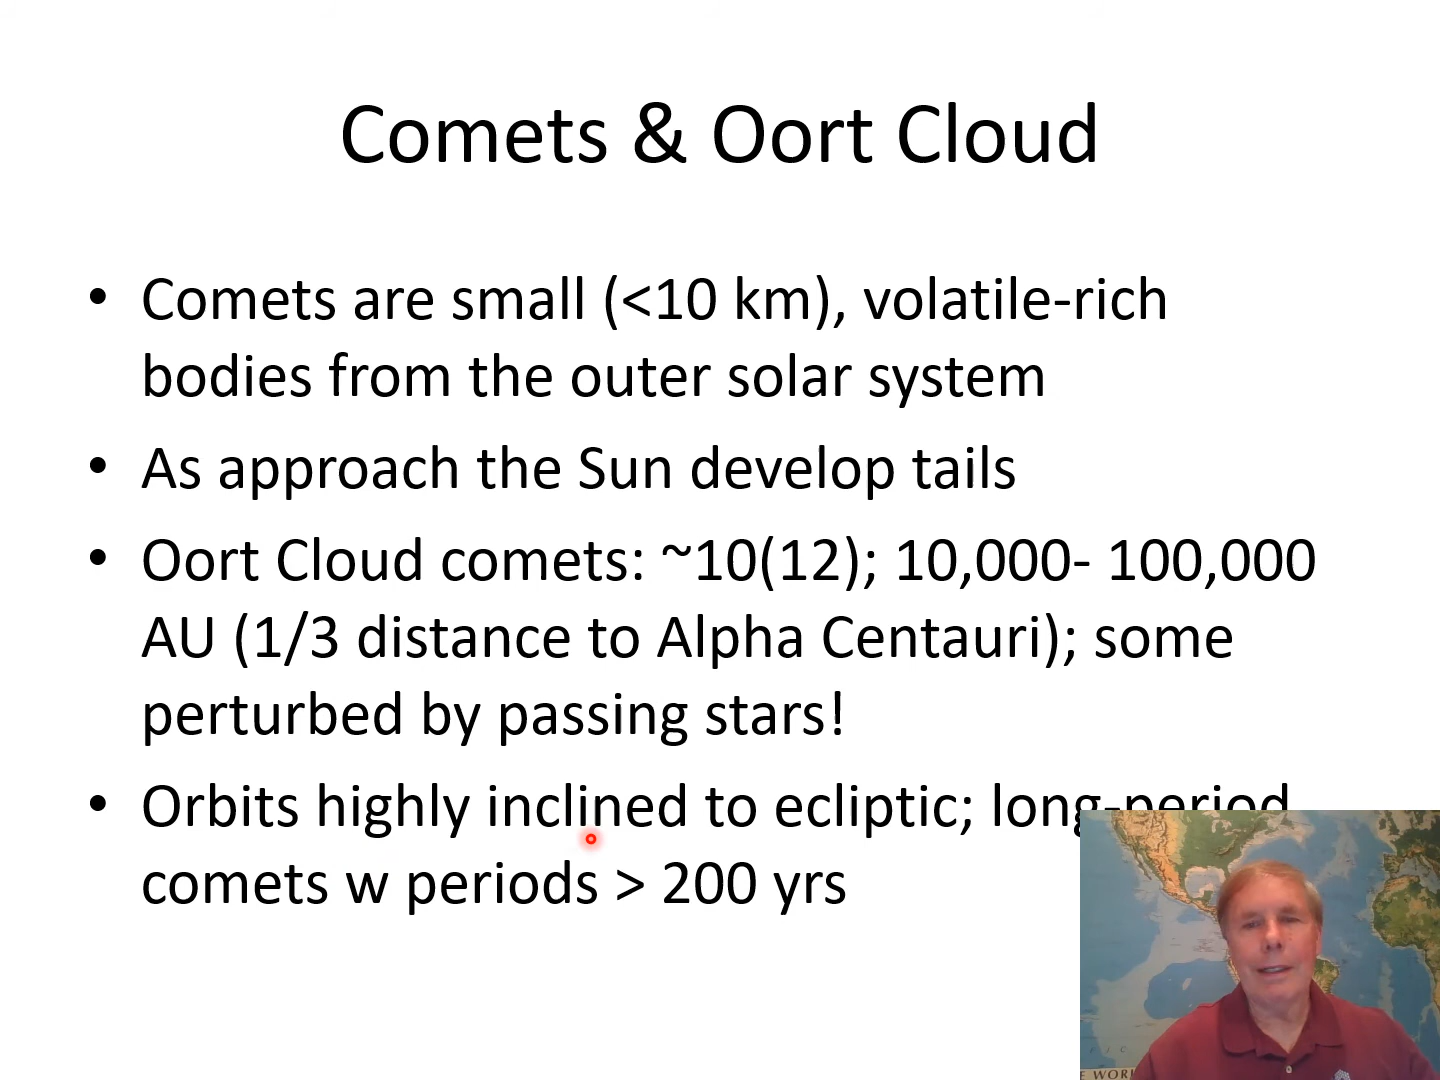 Comets & Oort Cloud
• Comets are small (<10 km), volatile-rich
bodies from the outer solar system
• As approach the Sun develop tails
• Oort Cloud comets: ~10(12); 10,000- 100,000
AU (1/3 distance to Alpha Centauri); some
perturbed by passing stars!
• Orbits highly inclined to ecliptic; long-period
comets w periods > 200 yrs